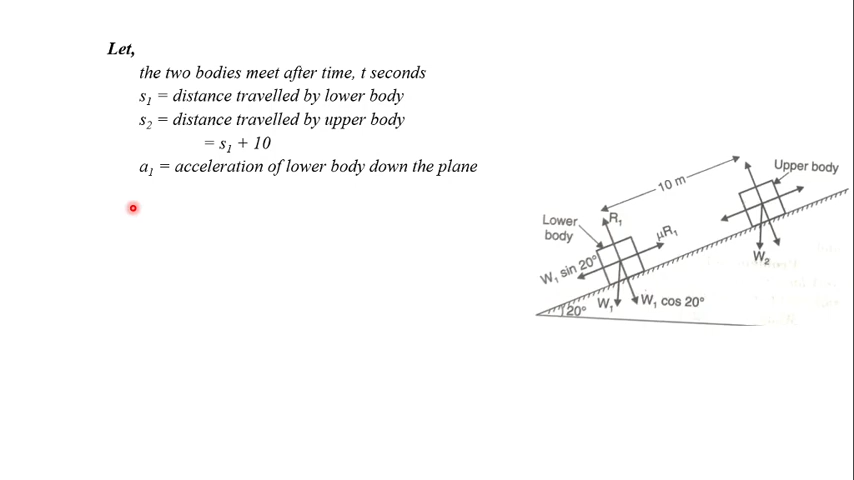 Let,
the two bodies meet after time, t seconds
s₁ = distance travelled by lower body
s₂ = distance travelled by upper body
= s₁ + 10
a₁ = acceleration of lower body down the plane
10 m
Upper body
Lower
body
R₁
μR₁
W₁ sin 20°
W₂
W₁
W₁ cos 20°
20°